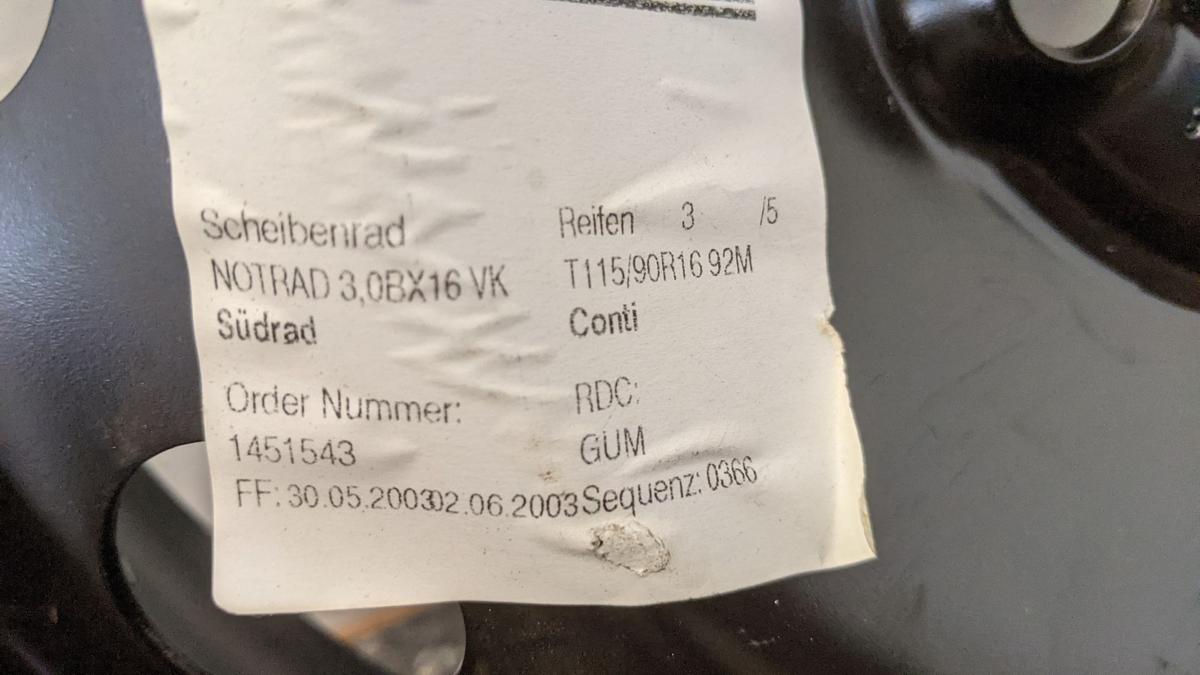 Scheibenrad Reifen 3 /5
NOTRAD 3,0BX16 VK T115/90R16 92M
Südrad Conti
Order Nummer: RDC:
1451543 GUM
FF: 30.05.200302.06.2003 Sequenz: 0366